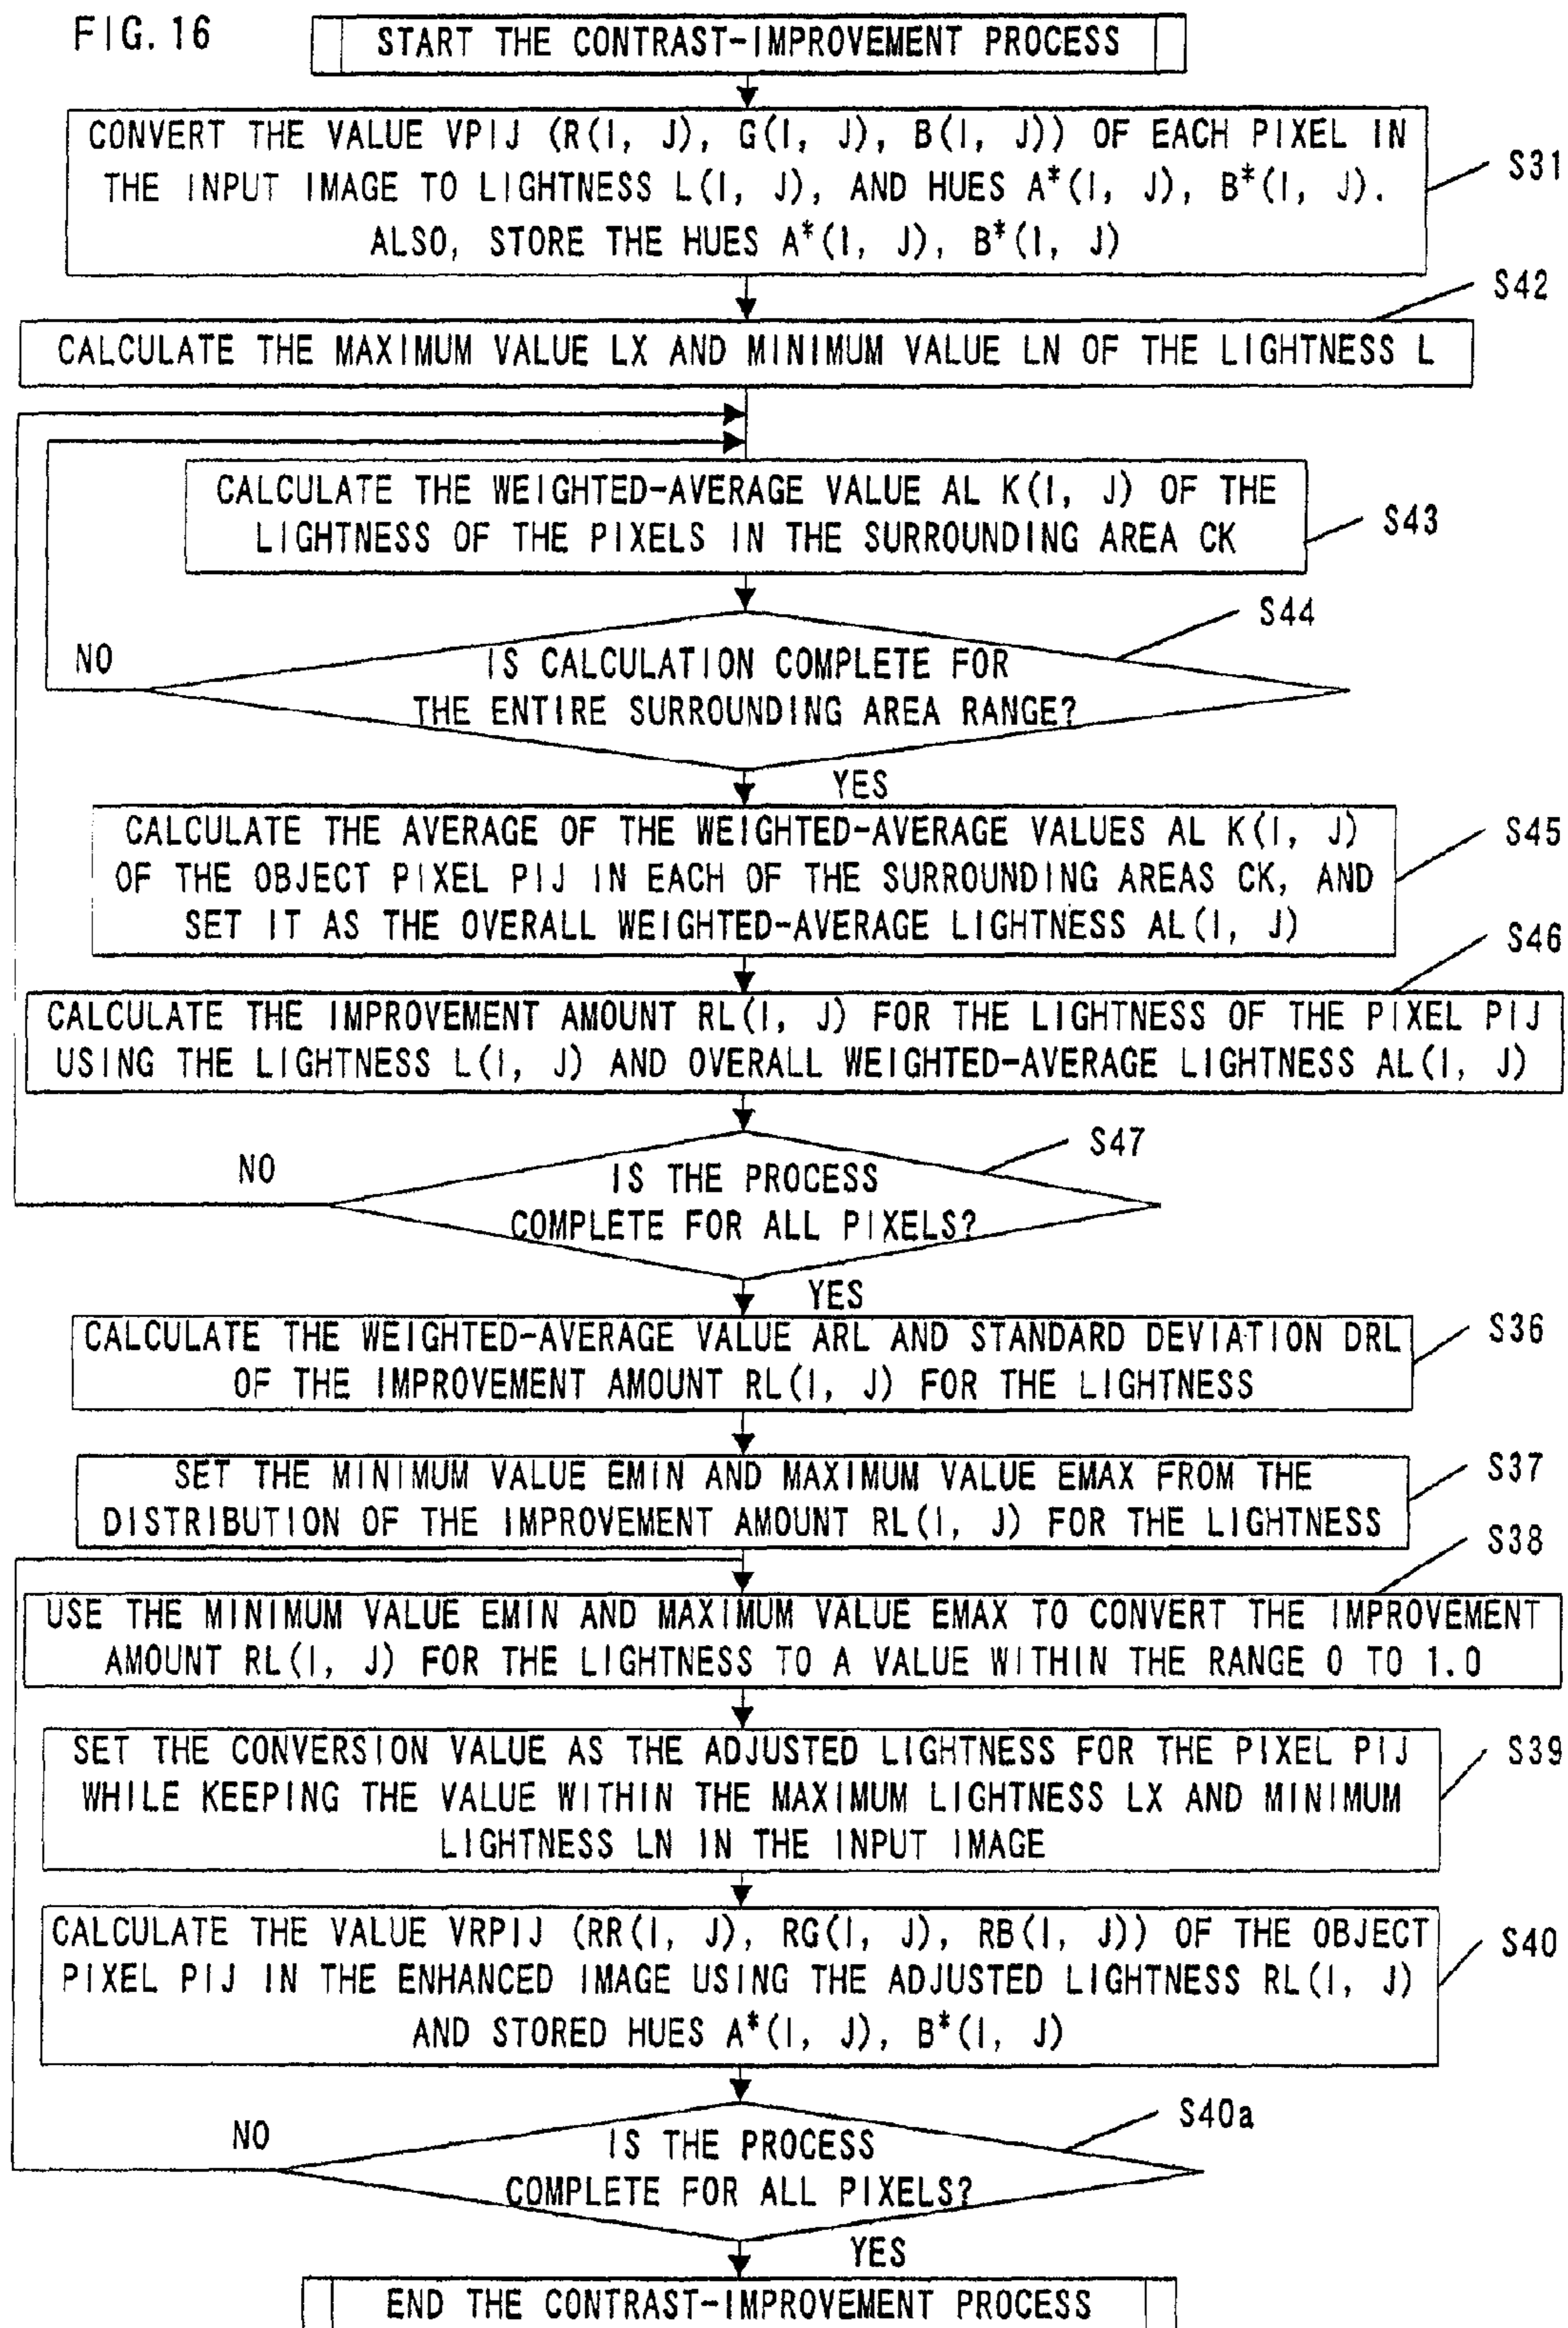 FIG. 16
START THE CONTRAST-IMPROVEMENT PROCESS
CONVERT THE VALUE VPIJ (R(I, J), G(I, J), B(I, J)) OF EACH PIXEL IN
THE INPUT IMAGE TO LIGHTNESS L(I, J), AND HUES A*(I, J), B*(I, J).
ALSO, STORE THE HUES A*(I, J), B*(I, J)
S31
S42
CALCULATE THE MAXIMUM VALUE LX AND MINIMUM VALUE LN OF THE LIGHTNESS L
CALCULATE THE WEIGHTED-AVERAGE VALUE AL K(I, J) OF THE
LIGHTNESS OF THE PIXELS IN THE SURROUNDING AREA CK
S43
S44
NO
IS CALCULATION COMPLETE FOR
THE ENTIRE SURROUNDING AREA RANGE?
YES
CALCULATE THE AVERAGE OF THE WEIGHTED-AVERAGE VALUES AL K(I, J)
OF THE OBJECT PIXEL PIJ IN EACH OF THE SURROUNDING AREAS CK, AND
SET IT AS THE OVERALL WEIGHTED-AVERAGE LIGHTNESS AL(I, J)
S45
S46
CALCULATE THE IMPROVEMENT AMOUNT RL(I, J) FOR THE LIGHTNESS OF THE PIXEL PIJ
USING THE LIGHTNESS L(I, J) AND OVERALL WEIGHTED-AVERAGE LIGHTNESS AL(I, J)
S47
NO
IS THE PROCESS
COMPLETE FOR ALL PIXELS?
YES
CALCULATE THE WEIGHTED-AVERAGE VALUE ARL AND STANDARD DEVIATION DRL
OF THE IMPROVEMENT AMOUNT RL(I, J) FOR THE LIGHTNESS
S36
SET THE MINIMUM VALUE EMIN AND MAXIMUM VALUE EMAX FROM THE
DISTRIBUTION OF THE IMPROVEMENT AMOUNT RL(I, J) FOR THE LIGHTNESS
S37
S38
USE THE MINIMUM VALUE EMIN AND MAXIMUM VALUE EMAX TO CONVERT THE IMPROVEMENT
AMOUNT RL(I, J) FOR THE LIGHTNESS TO A VALUE WITHIN THE RANGE 0 TO 1.0
SET THE CONVERSION VALUE AS THE ADJUSTED LIGHTNESS FOR THE PIXEL PIJ
WHILE KEEPING THE VALUE WITHIN THE MAXIMUM LIGHTNESS LX AND MINIMUM
LIGHTNESS LN IN THE INPUT IMAGE
S39
CALCULATE THE VALUE VRPIJ (RR(I, J), RG(I, J), RB(I, J)) OF THE OBJECT
PIXEL PIJ IN THE ENHANCED IMAGE USING THE ADJUSTED LIGHTNESS RL(I, J)
AND STORED HUES A*(I, J), B*(I, J)
S40
S40a
NO
IS THE PROCESS
COMPLETE FOR ALL PIXELS?
YES
END THE CONTRAST-IMPROVEMENT PROCESS